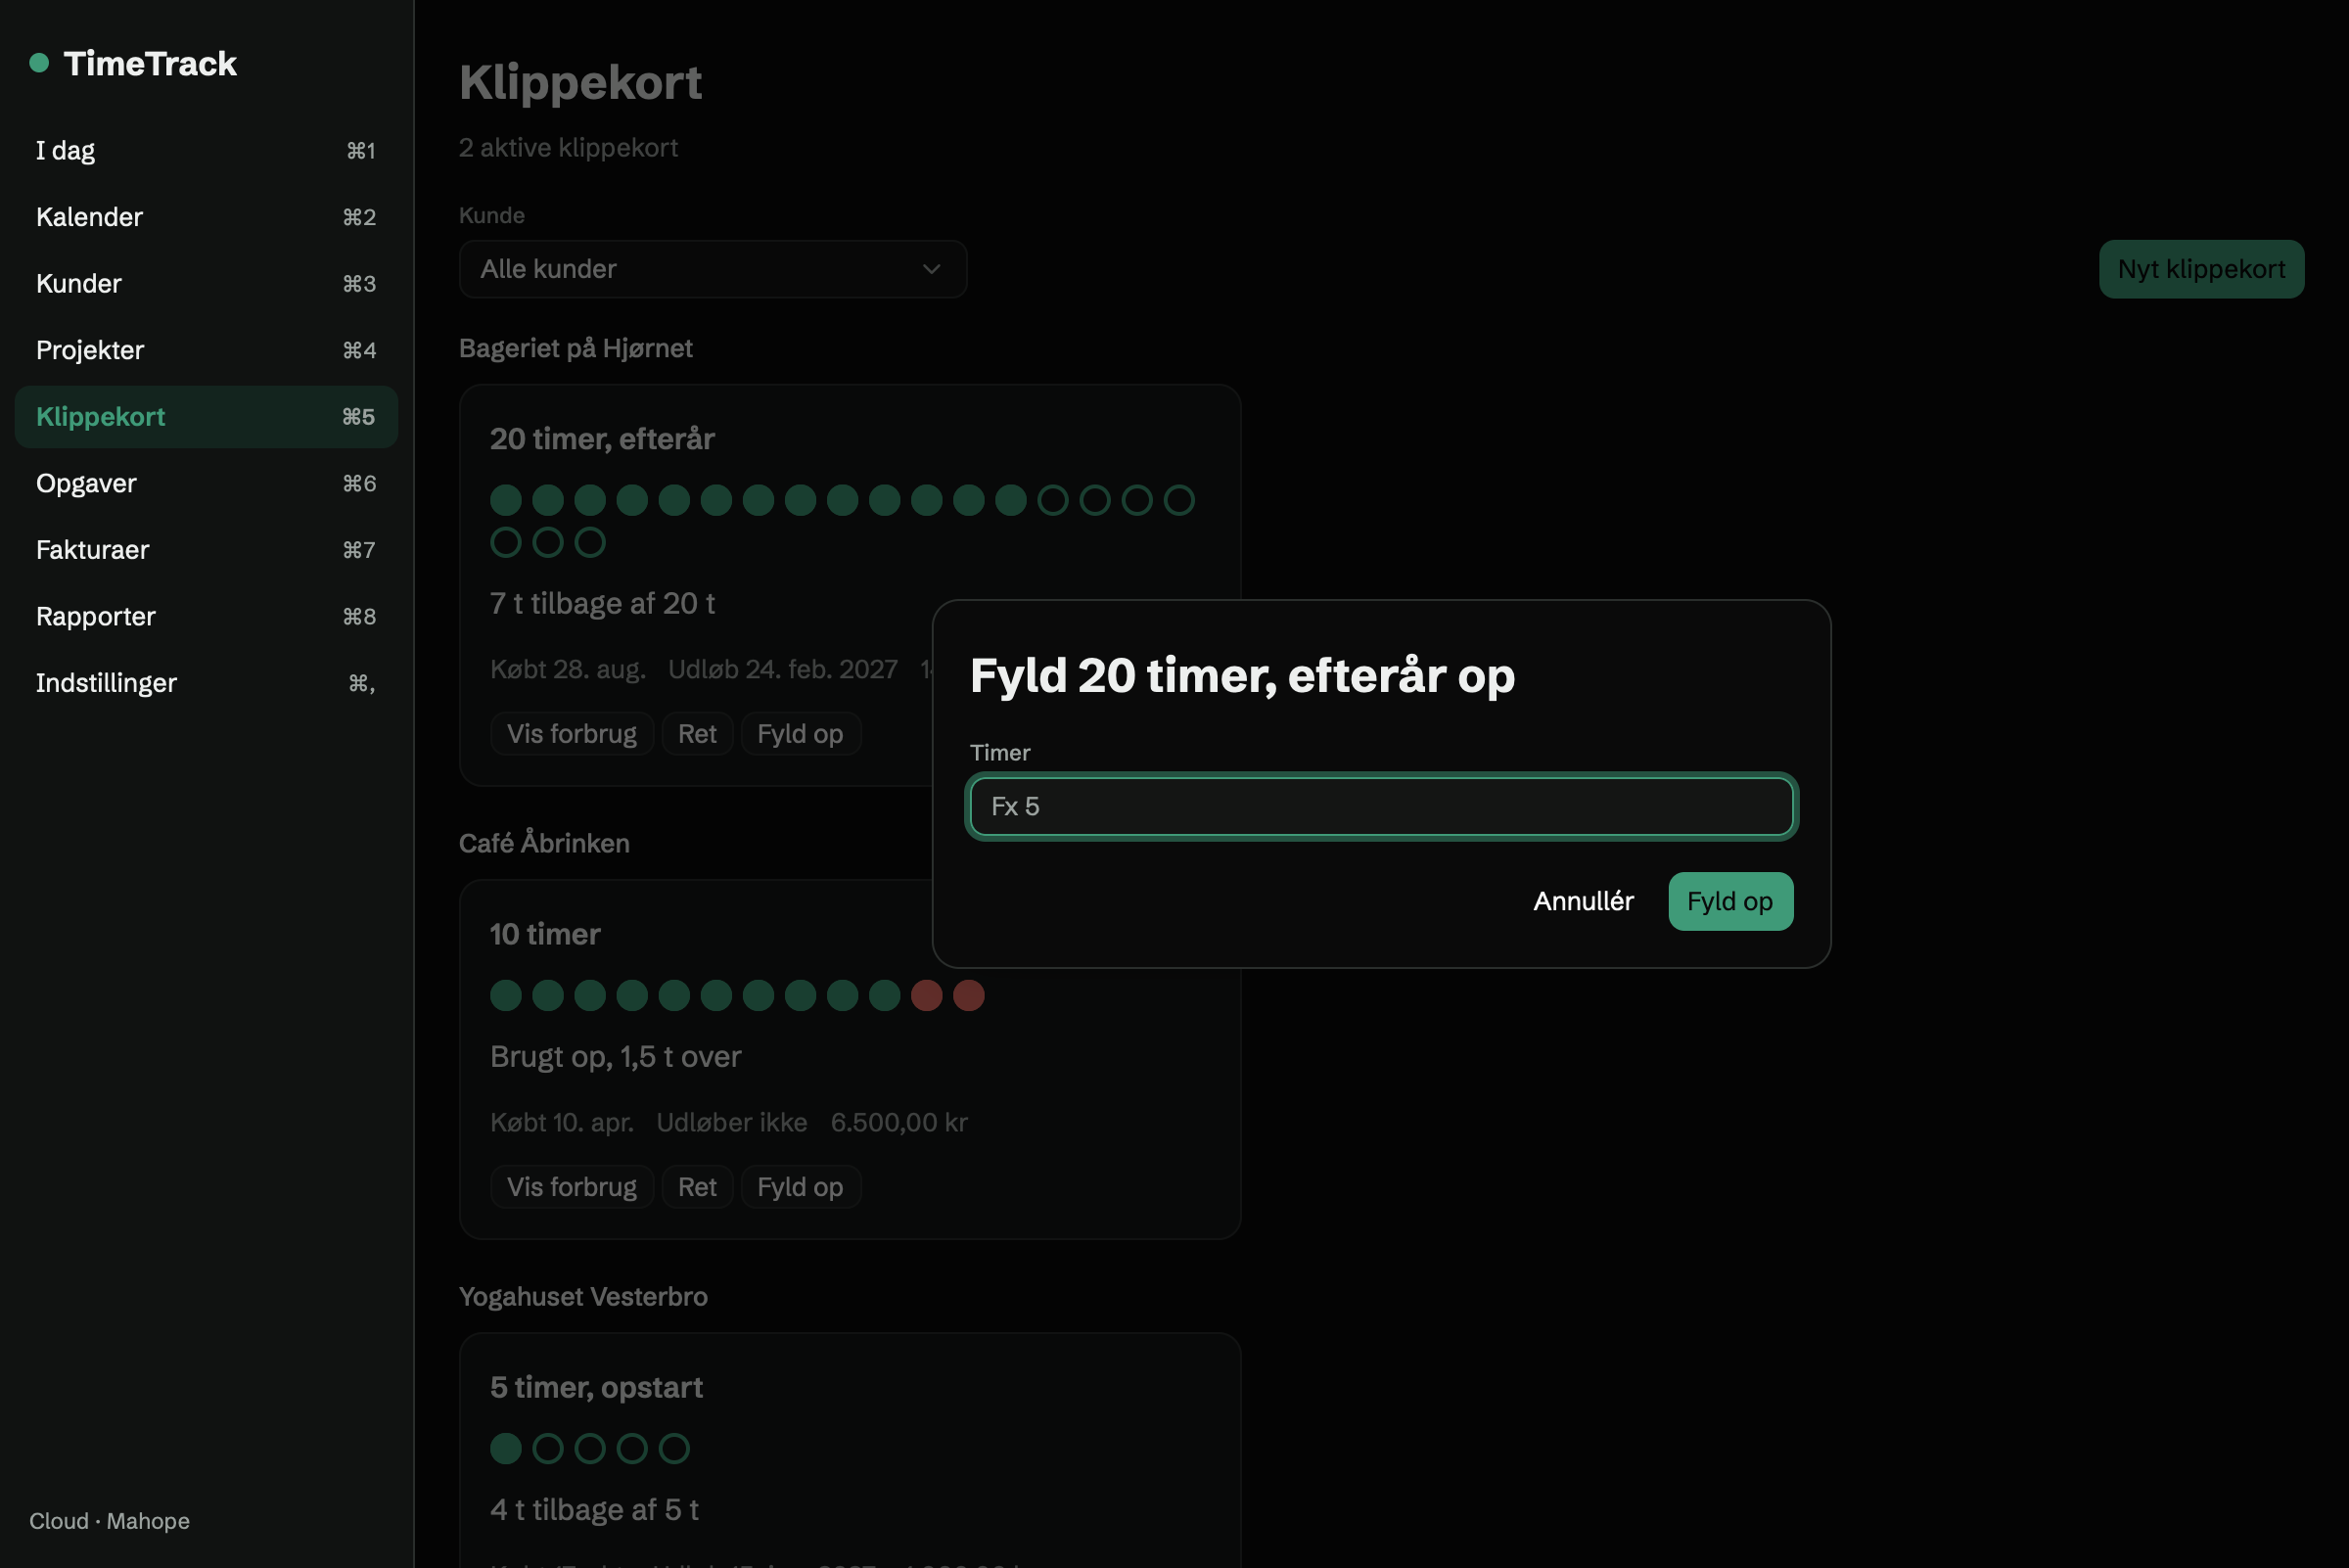 TimeTrack
I dag ⌘1
Kalender ⌘2
Kunder ⌘3
Projekter ⌘4
Klippekort ⌘5
Opgaver ⌘6
Fakturaer ⌘7
Rapporter ⌘8
Indstillinger ⌘,
Cloud · Mahope
Klippekort
2 aktive klippekort
Kunde
Alle kunder
Nyt klippekort
Bageriet på Hjørnet
20 timer, efterår
7 t tilbage af 20 t
Købt 28. aug. Udløb 24. feb. 2027
Vis forbrug Ret Fyld op
Fyld 20 timer, efterår op
Timer
Fx 5
Annullér Fyld op
Café Åbrinken
10 timer
Brugt op, 1,5 t over
Købt 10. apr. Udløber ikke 6.500,00 kr
Vis forbrug Ret Fyld op
Yogahuset Vesterbro
5 timer, opstart
4 t tilbage af 5 t